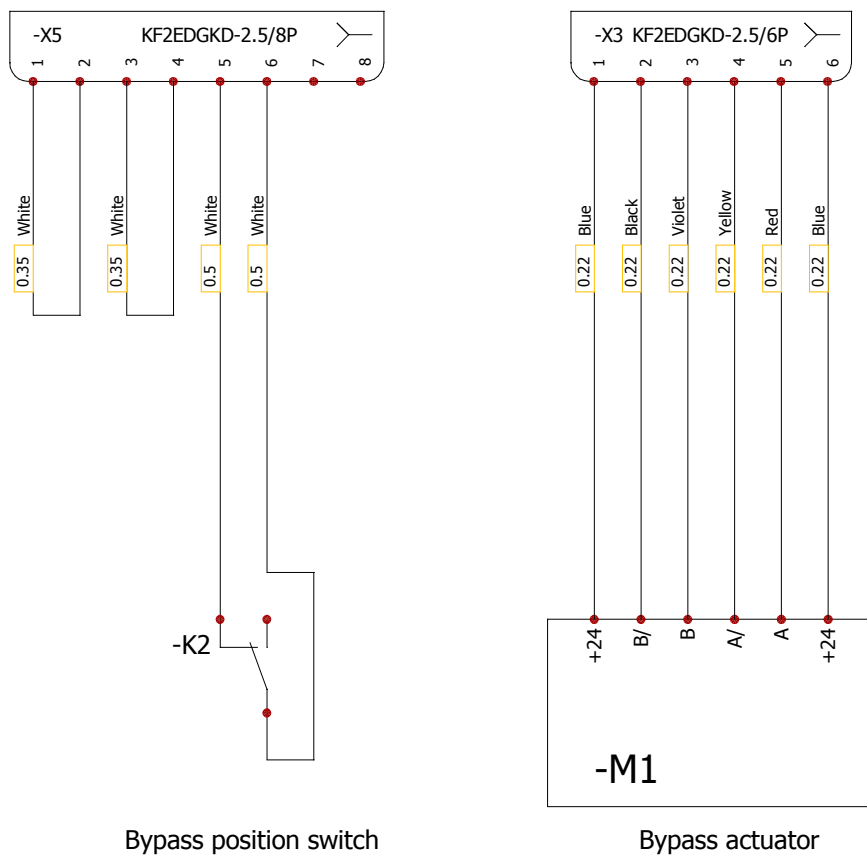 -X5 KF2EDGKD-2.5/8P
1 2 3 4 5 6 7 8
White White White White
0.35 0.35 0.5 0.5
-K2
Bypass position switch
-X3 KF2EDGKD-2.5/6P
1 2 3 4 5 6
Blue Black Violet Yellow Red Blue
0.22 0.22 0.22 0.22 0.22 0.22
+24 B/ B A/ A +24
-M1
Bypass actuator